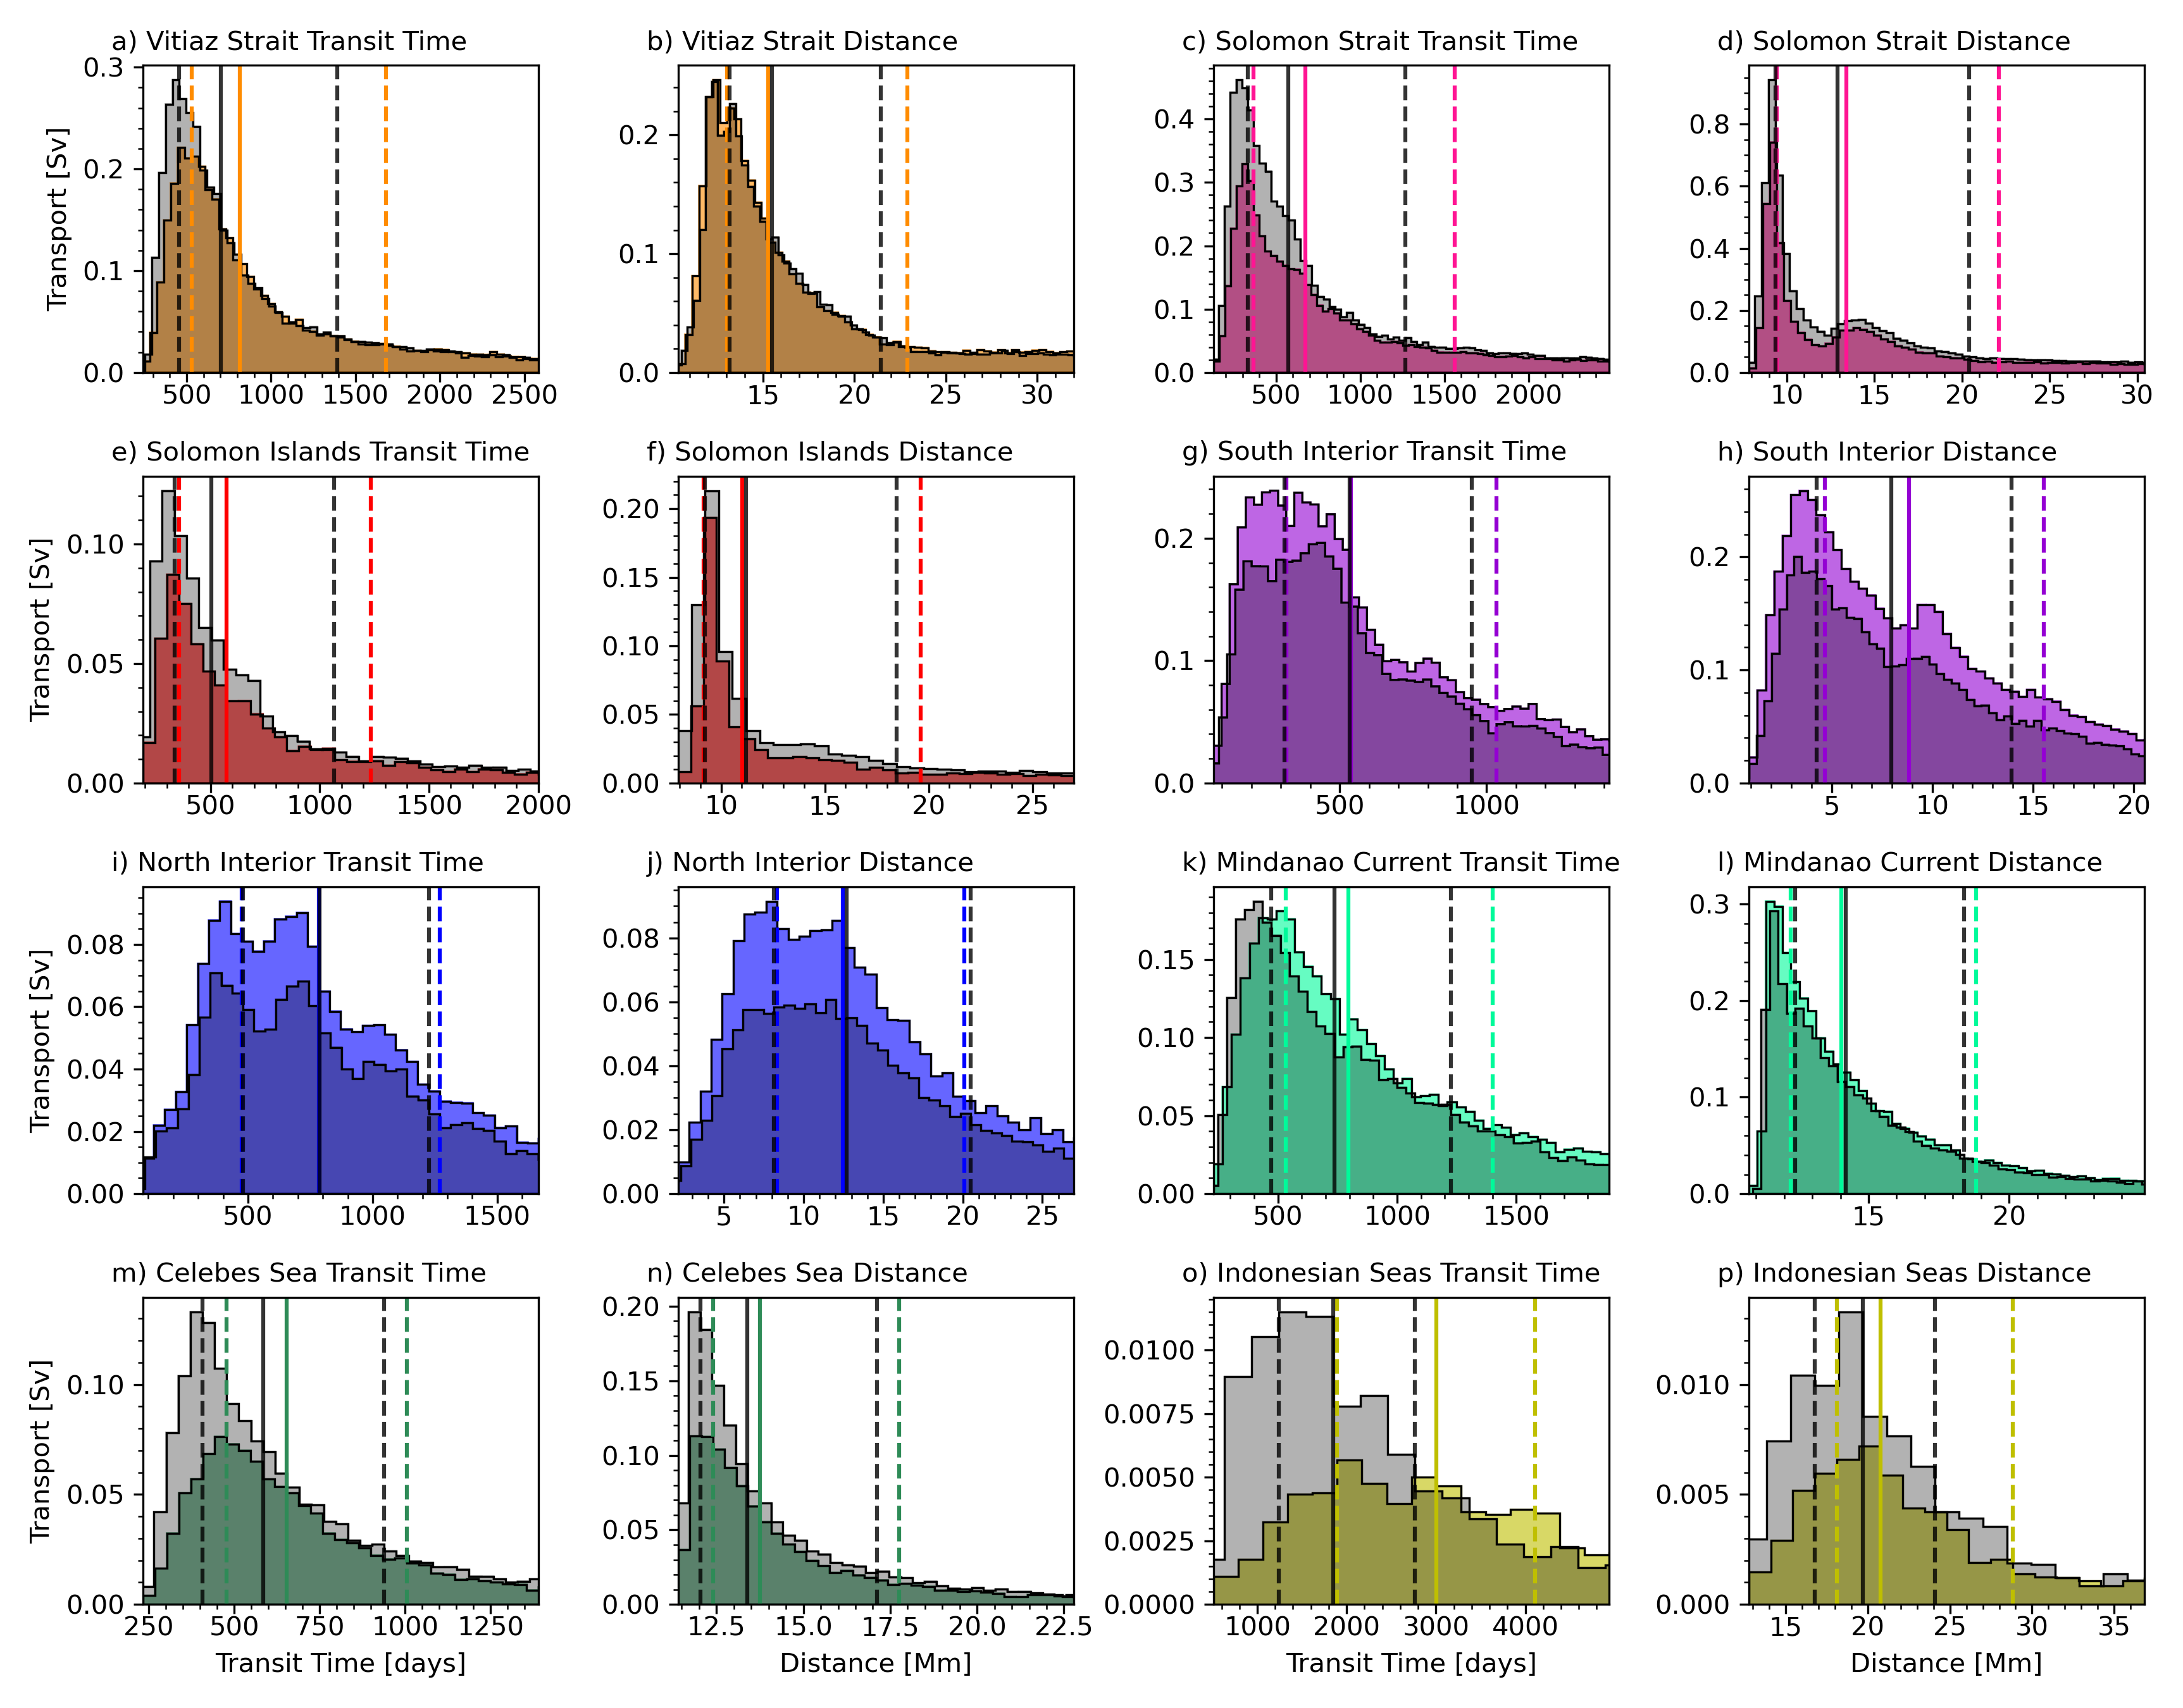 a) Vitiaz Strait Transit Time
b) Vitiaz Strait Distance
c) Solomon Strait Transit Time
d) Solomon Strait Distance
Transport [Sv]
0.3
0.2
0.1
0.0
500 1000 1500 2000 2500
0.2
0.1
0.0
15 20 25 30
0.4
0.3
0.2
0.1
0.0
500 1000 1500 2000
0.8
0.6
0.4
0.2
0.0
10 15 20 25 30
e) Solomon Islands Transit Time
f) Solomon Islands Distance
g) South Interior Transit Time
h) South Interior Distance
Transport [Sv]
0.10
0.05
0.00
500 1000 1500 2000
0.20
0.15
0.10
0.05
0.00
10 15 20 25
0.2
0.1
0.0
500 1000
0.2
0.1
0.0
5 10 15 20
i) North Interior Transit Time
j) North Interior Distance
k) Mindanao Current Transit Time
l) Mindanao Current Distance
Transport [Sv]
0.08
0.06
0.04
0.02
0.00
500 1000 1500
0.08
0.06
0.04
0.02
0.00
5 10 15 20 25
0.15
0.10
0.05
0.00
500 1000 1500
0.3
0.2
0.1
0.0
15 20
m) Celebes Sea Transit Time
n) Celebes Sea Distance
o) Indonesian Seas Transit Time
p) Indonesian Seas Distance
Transport [Sv]
0.10
0.05
0.00
250 500 750 1000 1250
Transit Time [days]
0.20
0.15
0.10
0.05
0.00
12.5 15.0 17.5 20.0 22.5
Distance [Mm]
0.0100
0.0075
0.0050
0.0025
0.0000
1000 2000 3000 4000
Transit Time [days]
0.010
0.005
0.000
15 20 25 30 35
Distance [Mm]